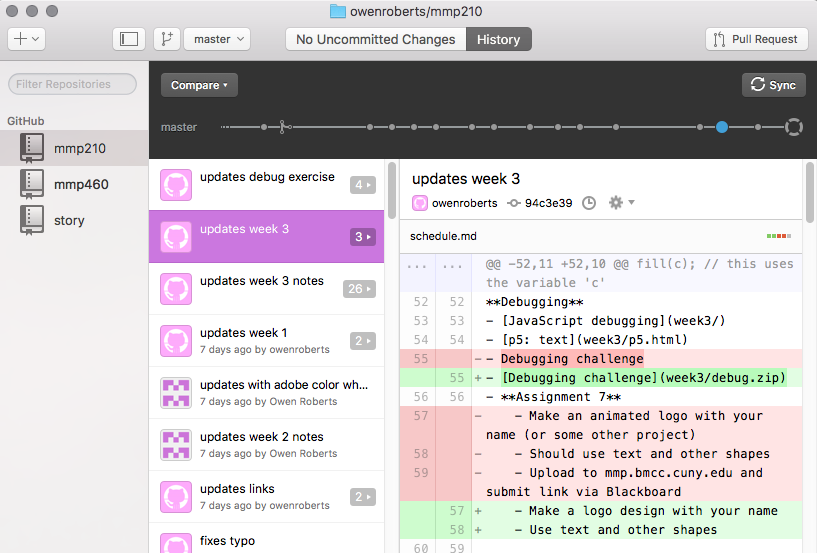 owenroberts/mmp210
master
No Uncommitted Changes
History
Pull Request
Filter Repositories
Compare
Sync
GitHub
master
mmp210
mmp460
story
updates debug exercise
4
updates week 3
3
updates week 3 notes
26
updates week 1
7 days ago by owenroberts
2
updates with adobe color wh...
7 days ago by Owen Roberts
updates week 2 notes
7 days ago by Owen Roberts
updates links
7 days ago by owenroberts
2
fixes typo
updates week 3
owenroberts 94c3e39
schedule.md
... ... @@ -52,11 +52,10 @@ fill(c); // this uses
the variable 'c'
52 52 **Debugging**
53 53 - [JavaScript debugging](week3/)
54 54 - [p5: text](week3/p5.html)
55 -- Debugging challenge
55 +- [Debugging challenge](week3/debug.zip)
56 56 - **Assignment 7**
57 - - Make an animated logo with your
name (or some other project)
58 - - Should use text and other shapes
59 - - Upload to mmp.bmcc.cuny.edu and
submit link via Blackboard
57 + - Make a logo design with your name
58 + - Use text and other shapes
60 59